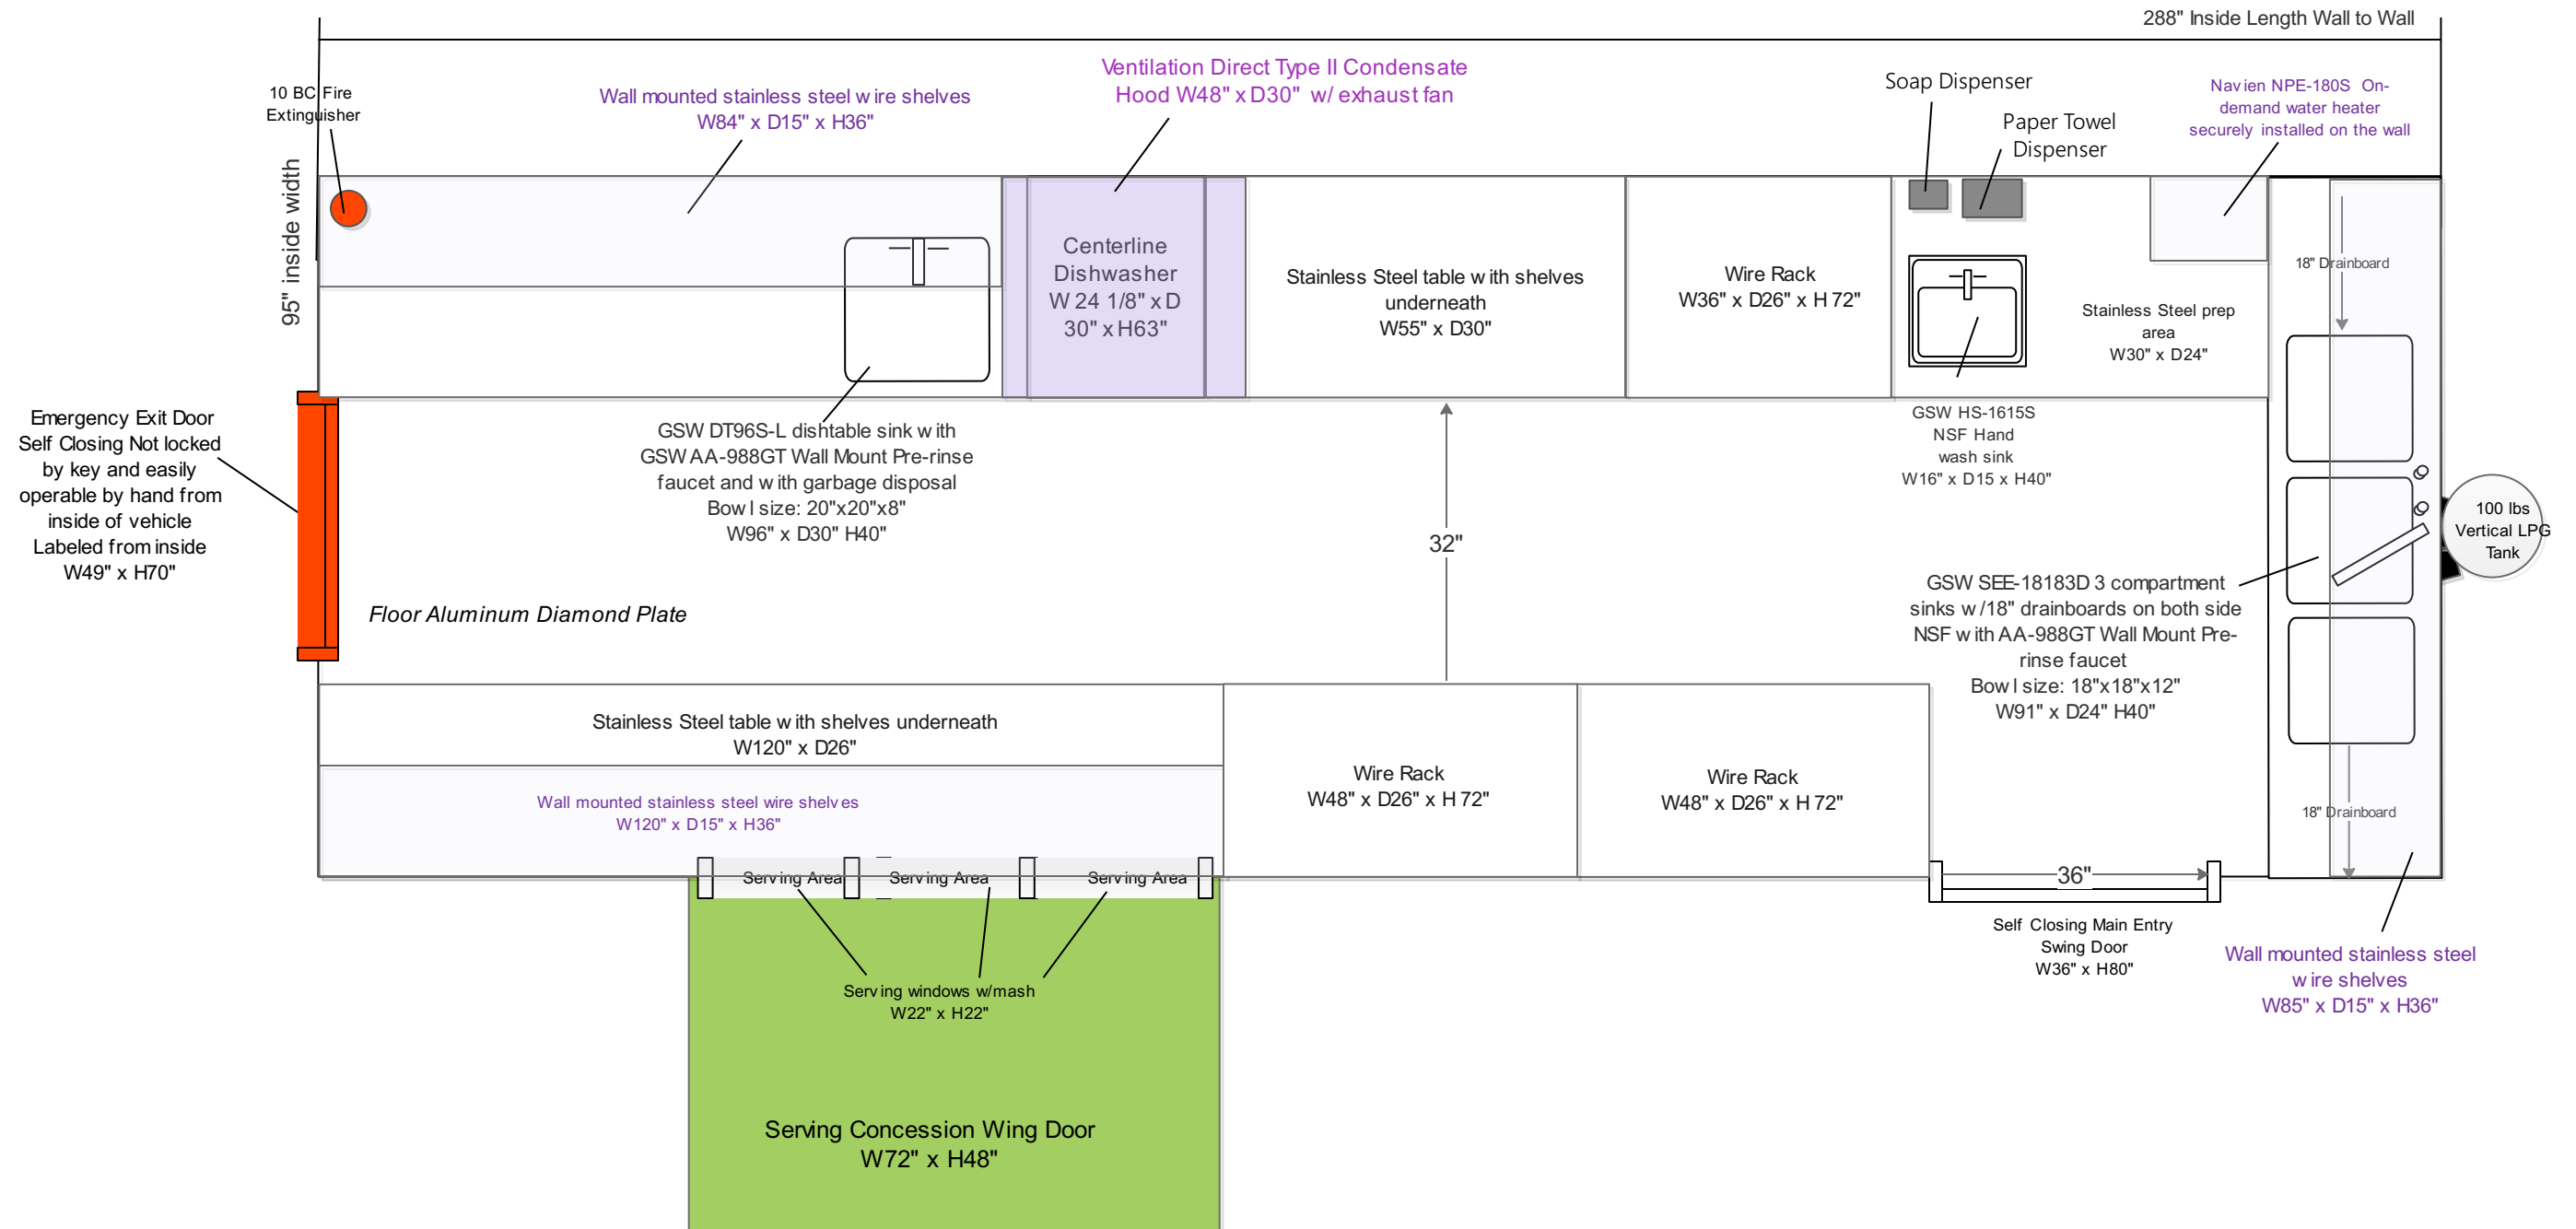 288" Inside Length Wall to Wall
Ventilation Direct Type II Condensate
Hood W48" x D30" w/ exhaust fan
10 BC Fire
Extinguisher
Wall mounted stainless steel wire shelves
W84" x D15" x H36"
Soap Dispenser
Paper Towel
Dispenser
Navien NPE-180S On-
demand water heater
securely installed on the wall
95" inside width
Centerline
Dishwasher
W 24 1/8" x D
30" x H63"
Stainless Steel table with shelves
underneath
W55" x D30"
Wire Rack
W36" x D26" x H 72"
Stainless Steel prep
area
W30" x D24"
18" Drainboard
Emergency Exit Door
Self Closing Not locked
by key and easily
operable by hand from
inside of vehicle
Labeled from inside
W49" x H70"
GSW DT96S-L dishtable sink with
GSW AA-988GT Wall Mount Pre-rinse
faucet and with garbage disposal
Bowl size: 20"x20"x8"
W96" x D30" H40"
GSW HS-1615S
NSF Hand
wash sink
W16" x D15 x H40"
100 lbs
Vertical LPG
Tank
32"
Floor Aluminum Diamond Plate
GSW SEE-18183D 3 compartment
sinks w/18" drainboards on both side
NSF with AA-988GT Wall Mount Pre-
rinse faucet
Bowl size: 18"x18"x12"
W91" x D24" H40"
Stainless Steel table with shelves underneath
W120" x D26"
Wall mounted stainless steel wire shelves
W120" x D15" x H36"
Wire Rack
W48" x D26" x H 72"
Wire Rack
W48" x D26" x H 72"
18" Drainboard
Serving Area
Serving Area
Serving Area
36"
Self Closing Main Entry
Swing Door
W36" x H80"
Wall mounted stainless steel
wire shelves
W85" x D15" x H36"
Serving windows w/mash
W22" x H22"
Serving Concession Wing Door
W72" x H48"